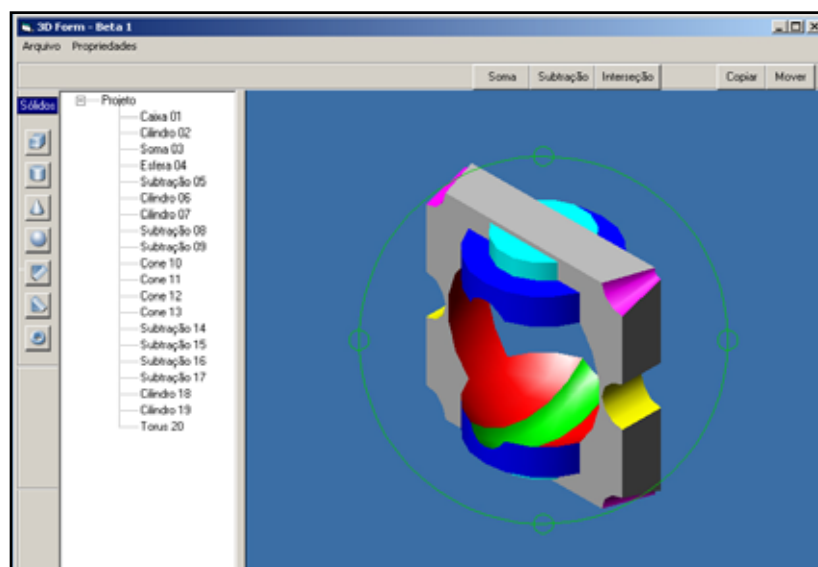 3D Form - Beta 1
Arquivo Propriedades
Soma Subtração Interseção Copiar Mover
Sólidos
Projeto
Caixa 01
Cilindro 02
Soma 03
Esfera 04
Subtração 05
Cilindro 06
Cilindro 07
Subtração 08
Subtração 09
Cone 10
Cone 11
Cone 12
Cone 13
Subtração 14
Subtração 15
Subtração 16
Subtração 17
Cilindro 18
Cilindro 19
Torus 20